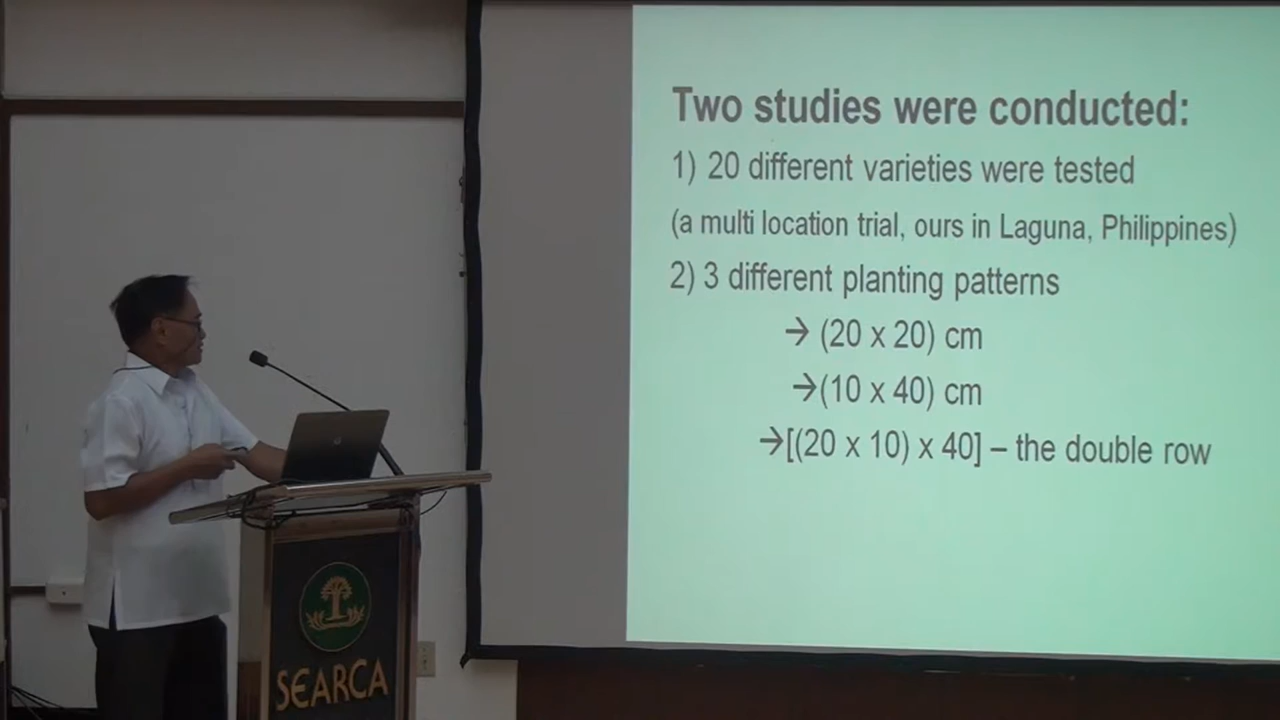 Two studies were conducted:
1) 20 different varieties were tested
(a multi location trial, ours in Laguna, Philippines)
2) 3 different planting patterns
→ (20 x 20) cm
→(10 x 40) cm
→[(20 x 10) x 40] – the double row
SEARCA